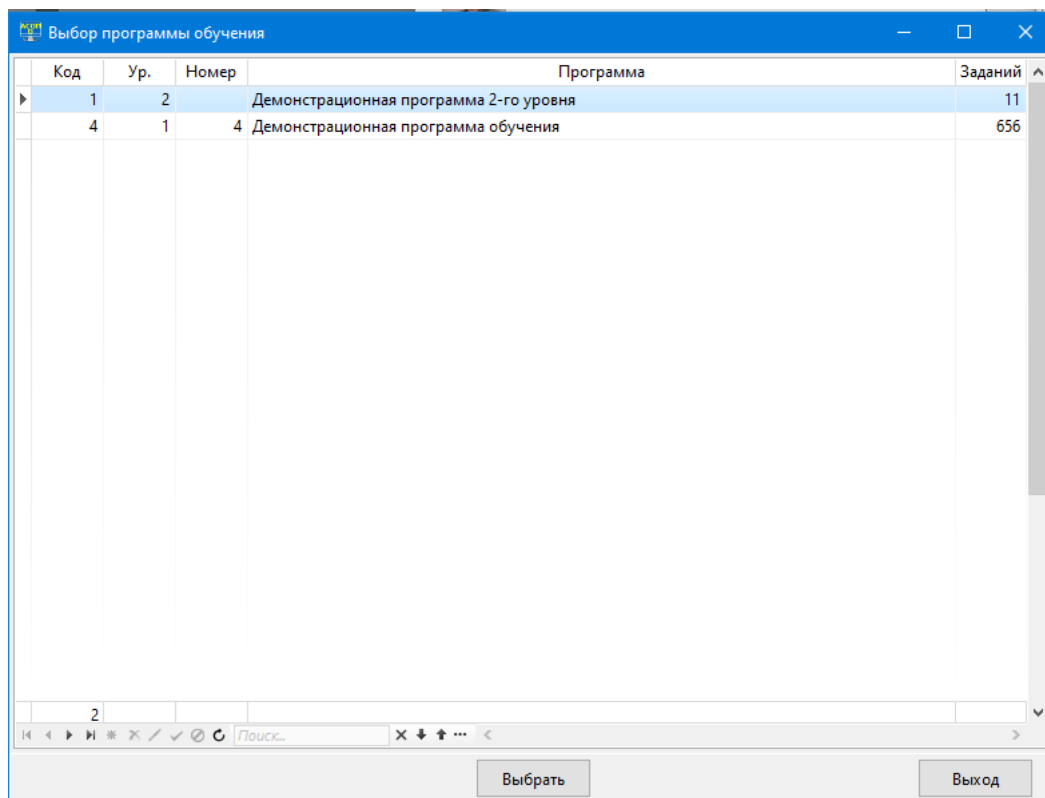 Выбор программы обучения
Код Ур. Номер Программа Заданий
1 2 Демонстрационная программа 2-го уровня 11
4 1 4 Демонстрационная программа обучения 656
2
Поиск...
Выбрать Выход